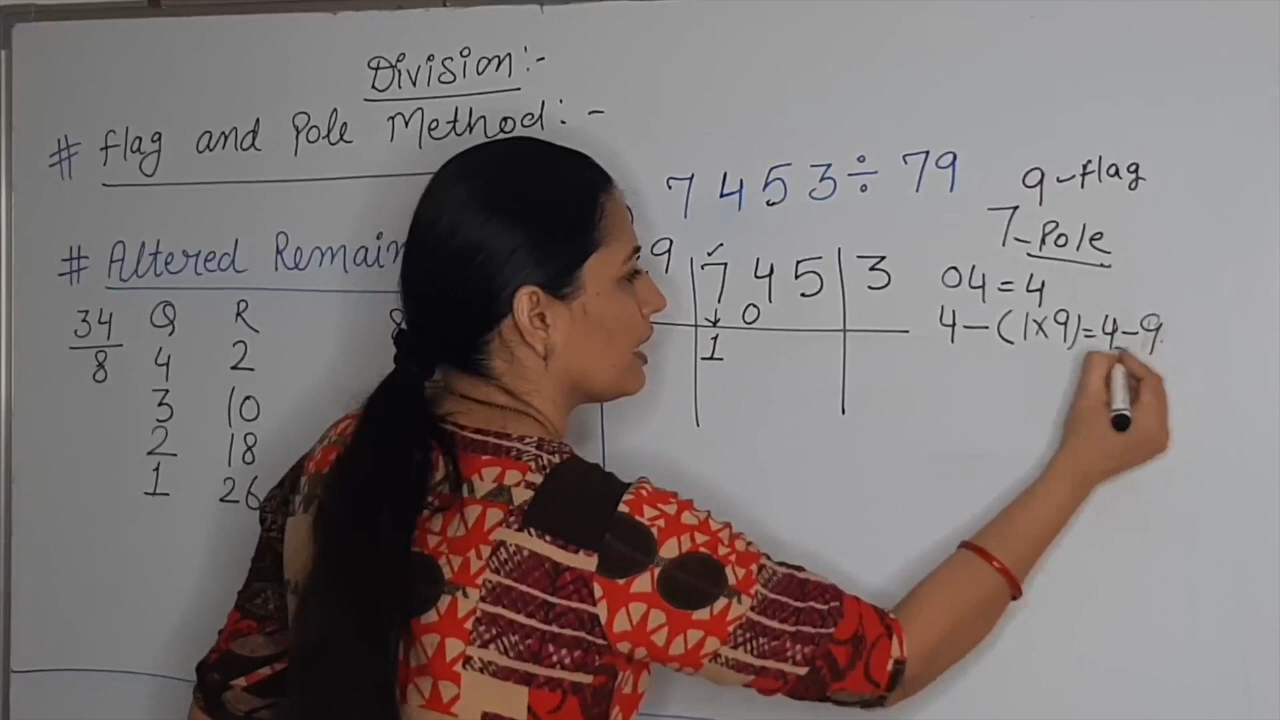 Division:-
# Flag and Pole Method:-
7453÷79
9-flag
7-Pole
# Altered Remain
9 7 4 5 3
0
1
04=4
4-(1×9)=4-9
34 Q R
8 4 2
3 10
2 18
1 26